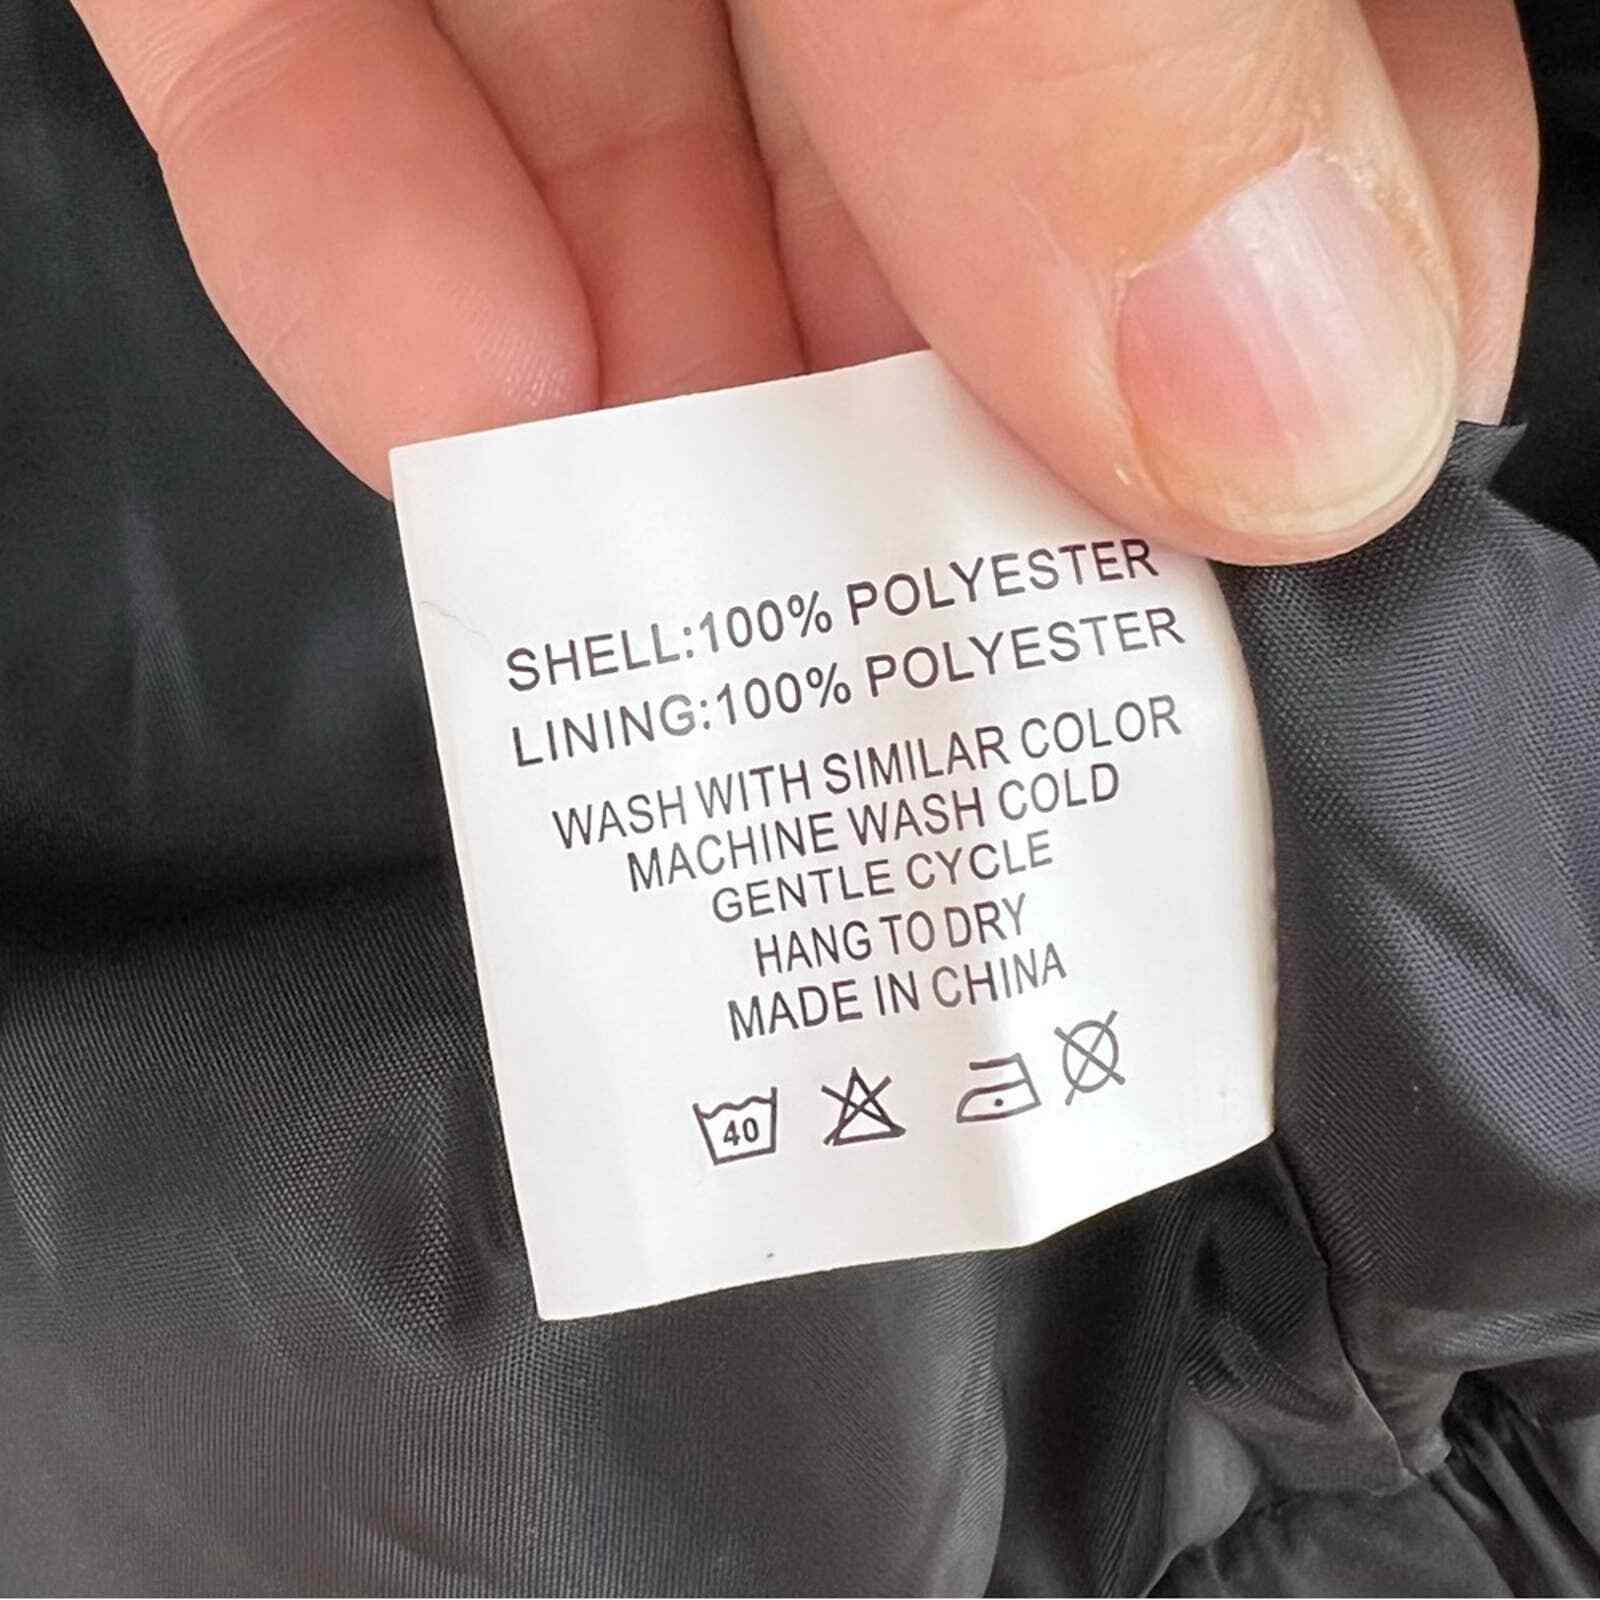 SHELL:100% POLYESTER
LINING:100% POLYESTER
WASH WITH SIMILAR COLOR
MACHINE WASH COLD
GENTLE CYCLE
HANG TO DRY
MADE IN CHINA
40